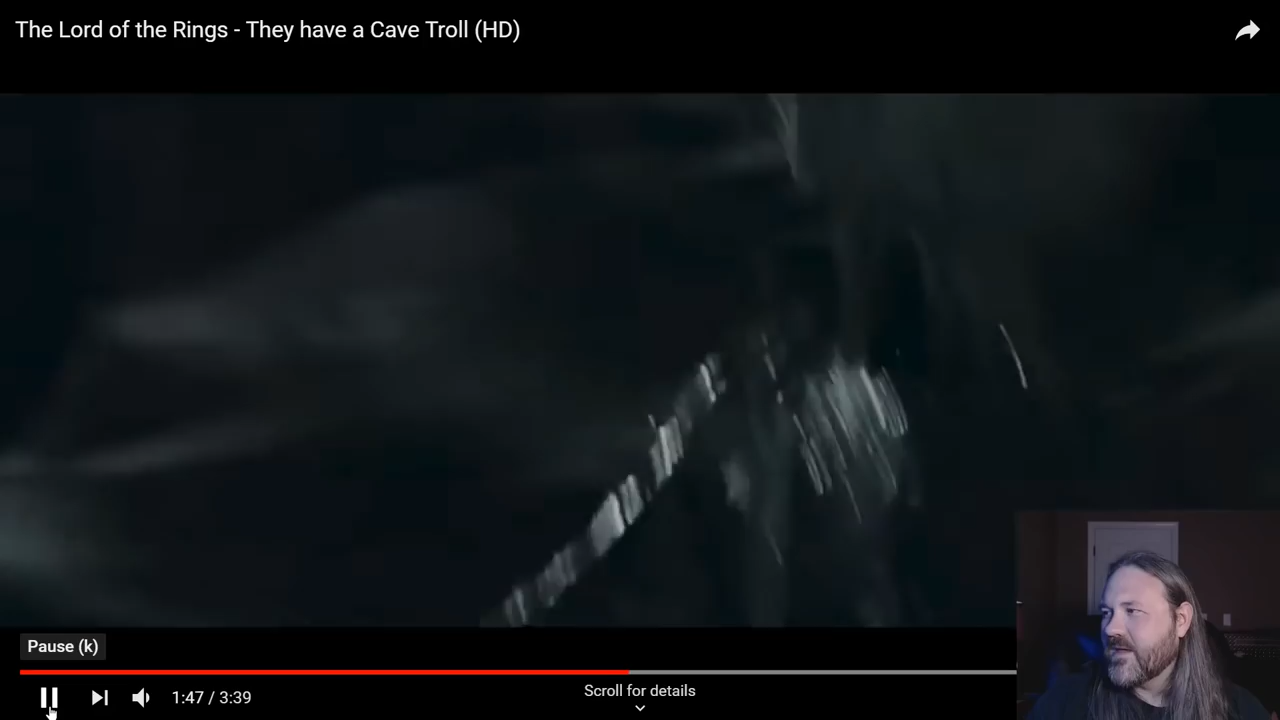 The Lord of the Rings - They have a Cave Troll (HD)
Pause (k)
1:47 / 3:39
Scroll for details